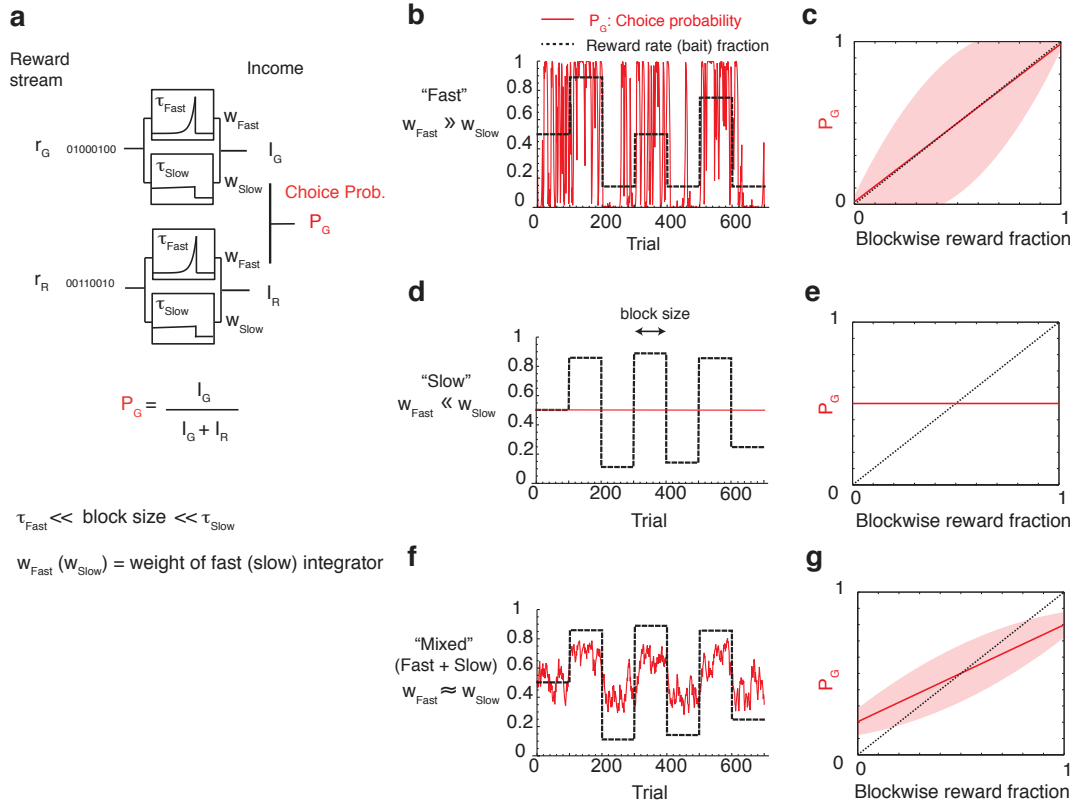 a
Reward stream
Income
τFast
wFast
rG 01000100
IG
τSlow
wSlow
Choice Prob.
PG
τFast
wFast
rR 00110010
IR
τSlow
wSlow
PG = IG / IG + IR
τFast << block size << τSlow
wFast (wSlow) = weight of fast (slow) integrator
b
PG: Choice probability
Reward rate (bait) fraction
"Fast"
wFast ≫ wSlow
1
0.8
0.6
0.4
0.2
0
0 200 400 600
Trial
c
1
PG
0
0 1
Blockwise reward fraction
d
block size
"Slow"
wFast ≪ wSlow
1
0.8
0.6
0.4
0.2
0
0 200 400 600
Trial
e
1
PG
0
0 1
Blockwise reward fraction
f
"Mixed"
(Fast + Slow)
wFast ≈ wSlow
1
0.8
0.6
0.4
0.2
0
0 200 400 600
Trial
g
1
PG
0
0 1
Blockwise reward fraction